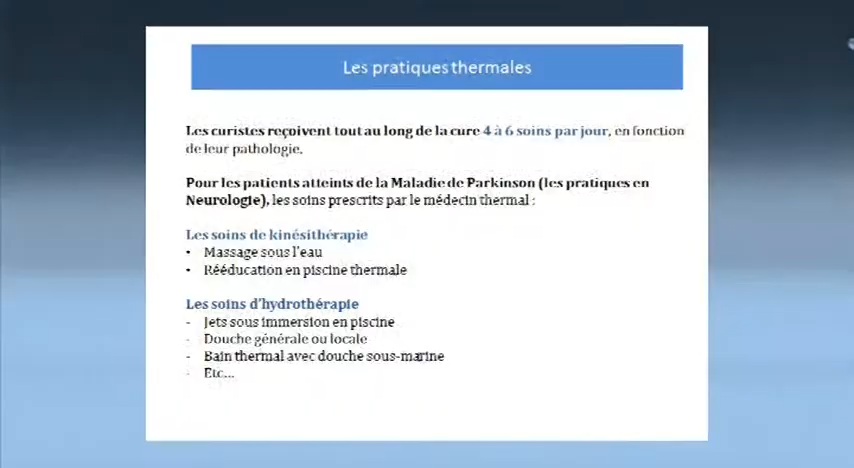 Les pratiques thermales
Les curistes reçoivent tout au long de la cure 4 à 6 soins par jour, en fonction
de leur pathologie.
Pour les patients atteints de la Maladie de Parkinson (les pratiques en
Neurologie), les soins prescrits par le médecin thermal :
Les soins de kinésithérapie
• Massage sous l'eau
• Rééducation en piscine thermale
Les soins d'hydrothérapie
- Jets sous immersion en piscine
- Douche générale ou locale
- Bain thermal avec douche sous-marine
- Etc...